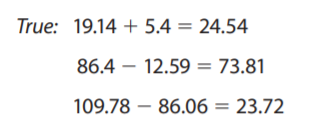 True: 19.14 + 5.4 = 24.54
86.4 − 12.59 = 73.81
109.78 − 86.06 = 23.72